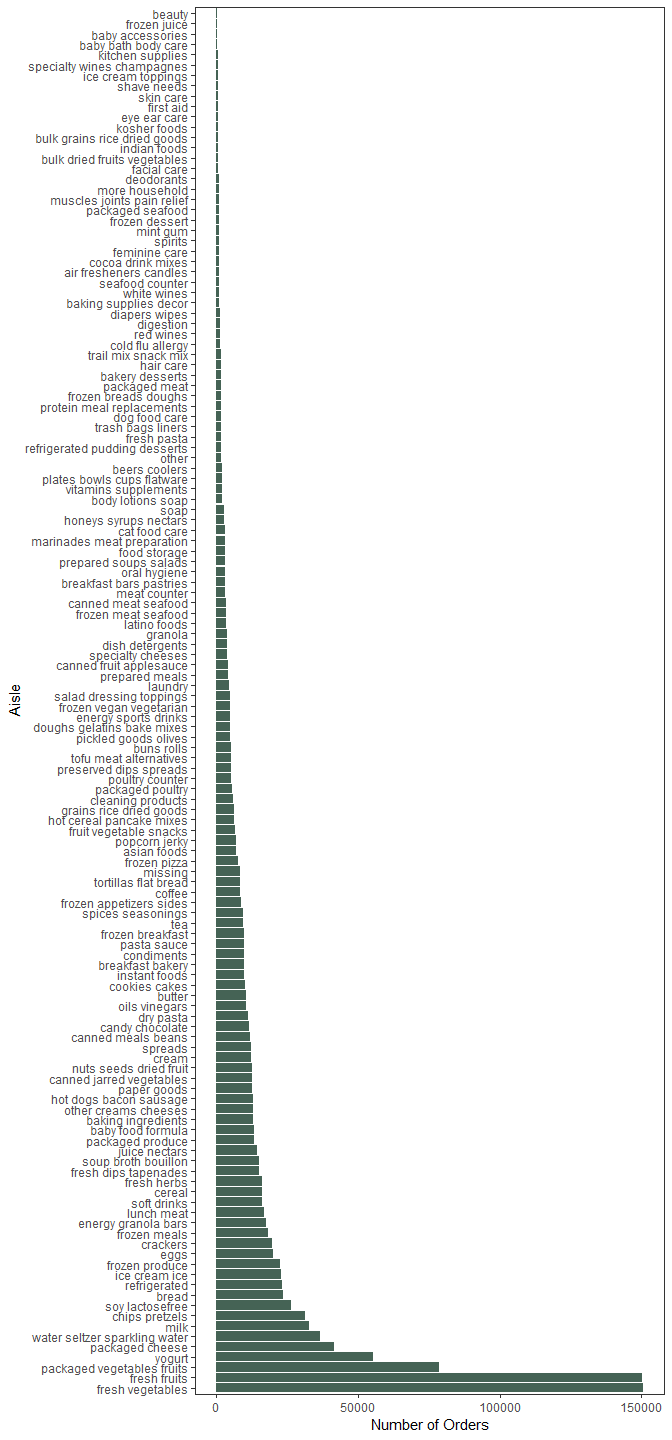 beauty
frozen juice
baby accessories
baby bath body care
kitchen supplies
specialty wines champagnes
ice cream toppings
shave needs
skin care
first aid
eye ear care
kosher foods
bulk grains rice dried goods
indian foods
bulk dried fruits vegetables
facial care
deodorants
more household
muscles joints pain relief
packaged seafood
frozen dessert
mint gum
spirits
feminine care
cocoa drink mixes
air fresheners candles
seafood counter
white wines
baking supplies decor
diapers wipes
digestion
red wines
cold flu allergy
trail mix snack mix
hair care
bakery desserts
packaged meat
frozen breads doughs
protein meal replacements
dog food care
trash bags liners
fresh pasta
refrigerated pudding desserts
other
beers coolers
plates bowls cups flatware
vitamins supplements
body lotions soap
soap
honeys syrups nectars
cat food care
marinades meat preparation
food storage
prepared soups salads
oral hygiene
breakfast bars pastries
meat counter
canned meat seafood
frozen meat seafood
latino foods
granola
dish detergents
specialty cheeses
canned fruit applesauce
prepared meals
laundry
salad dressing toppings
frozen vegan vegetarian
energy sports drinks
doughs gelatins bake mixes
pickled goods olives
buns rolls
tofu meat alternatives
preserved dips spreads
poultry counter
packaged poultry
cleaning products
grains rice dried goods
hot cereal pancake mixes
fruit vegetable snacks
popcorn jerky
asian foods
frozen pizza
missing
tortillas flat bread
coffee
frozen appetizers sides
spices seasonings
tea
frozen breakfast
pasta sauce
condiments
breakfast bakery
instant foods
cookies cakes
butter
oils vinegars
dry pasta
candy chocolate
canned meals beans
spreads
cream
nuts seeds dried fruit
canned jarred vegetables
paper goods
hot dogs bacon sausage
other creams cheeses
baking ingredients
baby food formula
packaged produce
juice nectars
soup broth bouillon
fresh dips tapenades
fresh herbs
cereal
soft drinks
lunch meat
energy granola bars
frozen meals
crackers
eggs
frozen produce
ice cream ice
refrigerated
bread
soy lactosefree
chips pretzels
milk
water seltzer sparkling water
packaged cheese
yogurt
packaged vegetables fruits
fresh fruits
fresh vegetables
Aisle
0 50000 100000 150000
Number of Orders